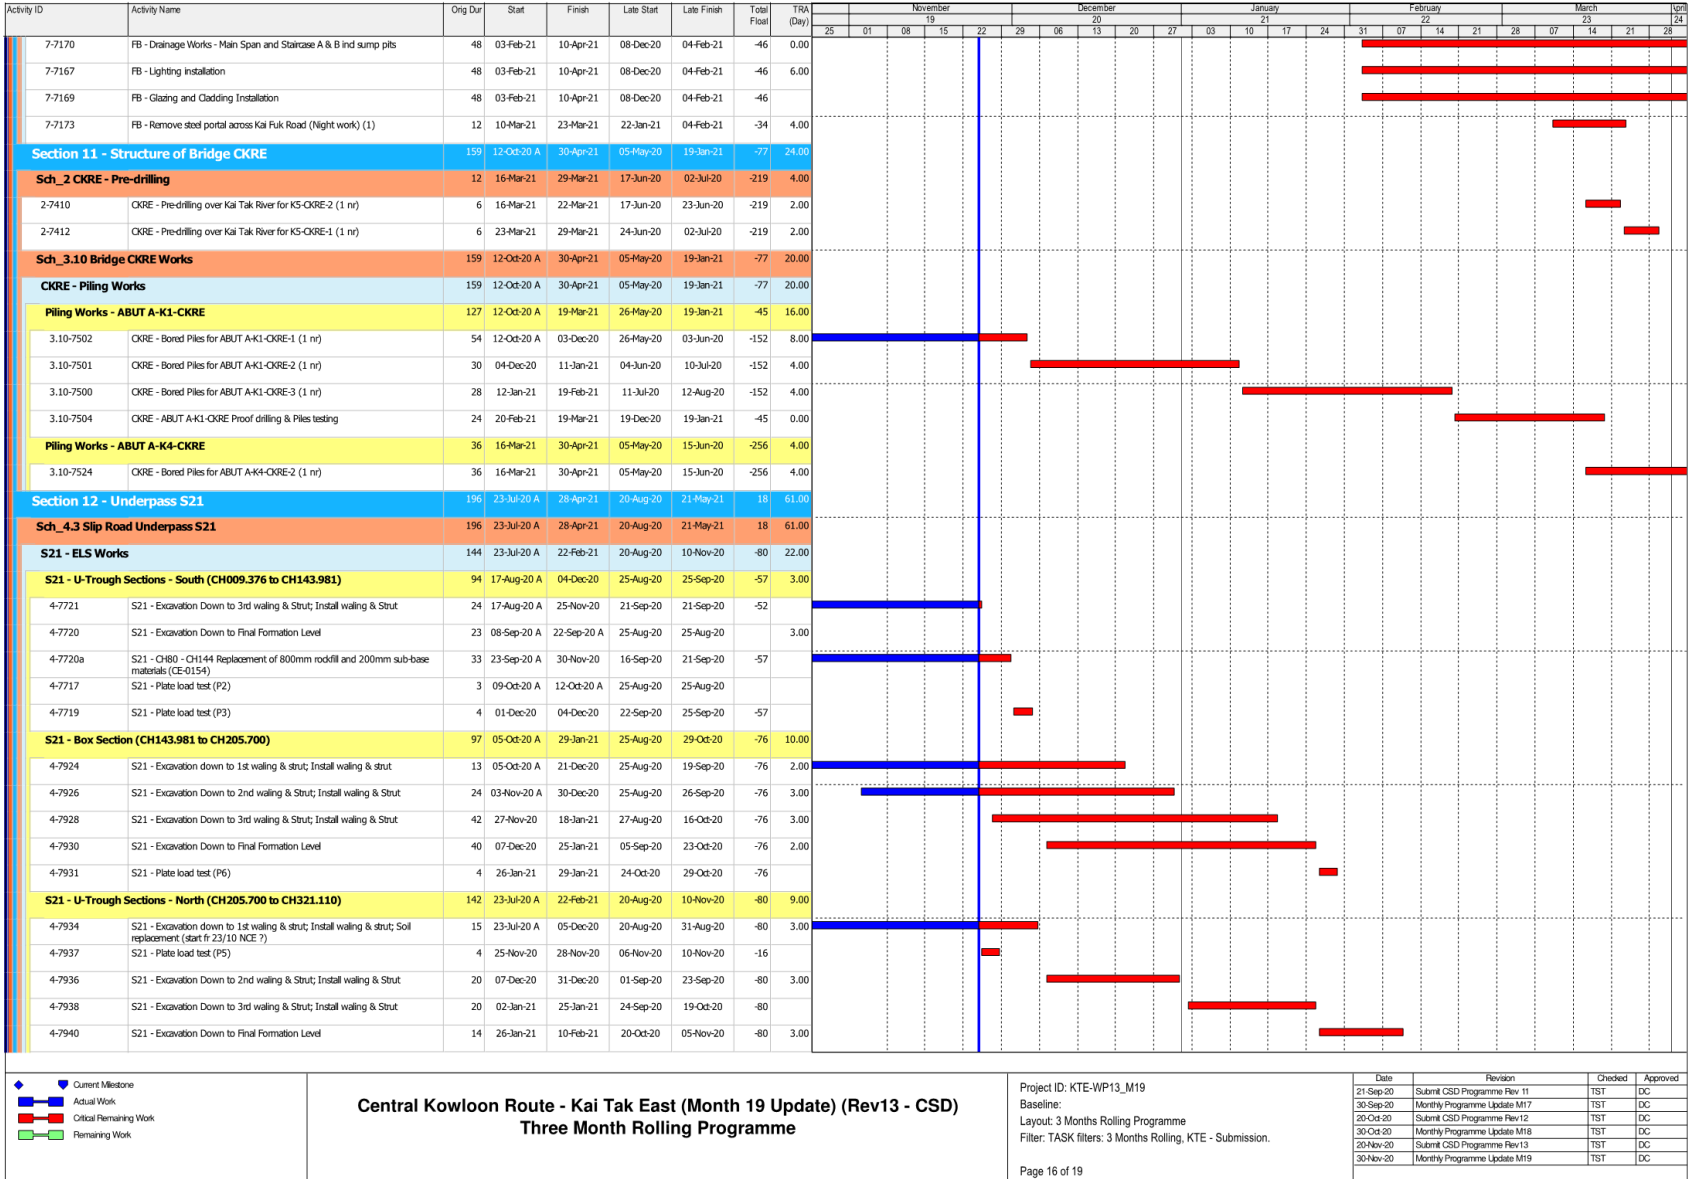 Activity ID Activity Name Orig Dur Start Finish Late Start Late Finish Total Float TRA (Day)
November December January February March April
19 20 21 22 23 24
25 01 08 15 22 29 06 13 20 27 03 10 17 24 31 07 14 21 28 07 14 21 28
7-7170 FB - Drainage Works - Main Span and Staircase A & B ind sump pits 48 03-Feb-21 10-Apr-21 08-Dec-20 04-Feb-21 -46 0.00
7-7167 FB - Lighting installation 48 03-Feb-21 10-Apr-21 08-Dec-20 04-Feb-21 -46 6.00
7-7169 FB - Glazing and Cladding Installation 48 03-Feb-21 10-Apr-21 08-Dec-20 04-Feb-21 -46
7-7173 FB - Remove steel portal across Kai Fuk Road (Night work) (1) 12 10-Mar-21 23-Mar-21 22-Jan-21 04-Feb-21 -34 4.00
Section 11 - Structure of Bridge CKRE 159 12-Oct-20 A 30-Apr-21 05-May-20 19-Jan-21 -77 24.00
Sch_2 CKRE - Pre-drilling 12 16-Mar-21 29-Mar-21 17-Jun-20 02-Jul-20 -219 4.00
2-7410 CKRE - Pre-drilling over Kai Tak River for K5-CKRE-2 (1 nr) 6 16-Mar-21 22-Mar-21 17-Jun-20 23-Jun-20 -219 2.00
2-7412 CKRE - Pre-drilling over Kai Tak River for K5-CKRE-1 (1 nr) 6 23-Mar-21 29-Mar-21 24-Jun-20 02-Jul-20 -219 2.00
Sch_3.10 Bridge CKRE Works 159 12-Oct-20 A 30-Apr-21 05-May-20 19-Jan-21 -77 20.00
CKRE - Piling Works 159 12-Oct-20 A 30-Apr-21 05-May-20 19-Jan-21 -77 20.00
Piling Works - ABUT A-K1-CKRE 127 12-Oct-20 A 19-Mar-21 26-May-20 19-Jan-21 -45 16.00
3.10-7502 CKRE - Bored Piles for ABUT A-K1-CKRE-1 (1 nr) 54 12-Oct-20 A 03-Dec-20 26-May-20 03-Jun-20 -152 8.00
3.10-7501 CKRE - Bored Piles for ABUT A-K1-CKRE-2 (1 nr) 30 04-Dec-20 11-Jan-21 04-Jun-20 10-Jul-20 -152 4.00
3.10-7500 CKRE - Bored Piles for ABUT A-K1-CKRE-3 (1 nr) 28 12-Jan-21 19-Feb-21 11-Jul-20 12-Aug-20 -152 4.00
3.10-7504 CKRE - ABUT A-K1-CKRE Proof drilling & Piles testing 24 20-Feb-21 19-Mar-21 19-Dec-20 19-Jan-21 -45 0.00
Piling Works - ABUT A-K4-CKRE 36 16-Mar-21 30-Apr-21 05-May-20 15-Jun-20 -256 4.00
3.10-7524 CKRE - Bored Piles for ABUT A-K4-CKRE-2 (1 nr) 36 16-Mar-21 30-Apr-21 05-May-20 15-Jun-20 -256 4.00
Section 12 - Underpass S21 196 23-Jul-20 A 28-Apr-21 20-Aug-20 21-May-21 18 61.00
Sch_4.3 Slip Road Underpass S21 196 23-Jul-20 A 28-Apr-21 20-Aug-20 21-May-21 18 61.00
S21 - ELS Works 144 23-Jul-20 A 22-Feb-21 20-Aug-20 10-Nov-20 -80 22.00
S21 - U-Trough Sections - South (CH009.376 to CH143.981) 94 17-Aug-20 A 04-Dec-20 25-Aug-20 25-Sep-20 -57 3.00
4-7721 S21 - Excavation Down to 3rd waling & Strut; Install waling & Strut 24 17-Aug-20 A 25-Nov-20 21-Sep-20 21-Sep-20 -52
4-7720 S21 - Excavation Down to Final Formation Level 23 08-Sep-20 A 22-Sep-20 A 25-Aug-20 25-Aug-20 3.00
4-7720a S21 - CH80 - CH144 Replacement of 800mm rockfill and 200mm sub-base 33 23-Sep-20 A 30-Nov-20 16-Sep-20 21-Sep-20 -57
materials (CE-0154)
4-7717 S21 - Plate load test (P2) 3 09-Oct-20 A 12-Oct-20 A 25-Aug-20 25-Aug-20
4-7719 S21 - Plate load test (P3) 4 01-Dec-20 04-Dec-20 22-Sep-20 25-Sep-20 -57
S21 - Box Section (CH143.981 to CH205.700) 97 05-Oct-20 A 29-Jan-21 25-Aug-20 29-Oct-20 -76 10.00
4-7924 S21 - Excavation down to 1st waling & strut; Install waling & strut 13 05-Oct-20 A 21-Dec-20 25-Aug-20 19-Sep-20 -76 2.00
4-7926 S21 - Excavation Down to 2nd waling & Strut; Install waling & Strut 24 03-Nov-20 A 30-Dec-20 25-Aug-20 26-Sep-20 -76 3.00
4-7928 S21 - Excavation Down to 3rd waling & Strut; Install waling & Strut 42 27-Nov-20 18-Jan-21 27-Aug-20 16-Oct-20 -76 3.00
4-7930 S21 - Excavation Down to Final Formation Level 40 07-Dec-20 25-Jan-21 05-Sep-20 23-Oct-20 -76 2.00
4-7931 S21 - Plate load test (P6) 4 26-Jan-21 29-Jan-21 24-Oct-20 29-Oct-20 -76
S21 - U-Trough Sections - North (CH205.700 to CH321.110) 142 23-Jul-20 A 22-Feb-21 20-Aug-20 10-Nov-20 -80 9.00
4-7934 S21 - Excavation down to 1st waling & strut; Install waling & strut; Soil 15 23-Jul-20 A 05-Dec-20 20-Aug-20 31-Aug-20 -80 3.00
replacement (start fr 23/10 NCE ?)
4-7937 S21 - Plate load test (P5) 4 25-Nov-20 28-Nov-20 06-Nov-20 10-Nov-20 -16
4-7936 S21 - Excavation Down to 2nd waling & Strut; Install waling & Strut 20 07-Dec-20 31-Dec-20 01-Sep-20 23-Sep-20 -80 3.00
4-7938 S21 - Excavation Down to 3rd waling & Strut; Install waling & Strut 20 02-Jan-21 25-Jan-21 24-Sep-20 19-Oct-20 -80
4-7940 S21 - Excavation Down to Final Formation Level 14 26-Jan-21 10-Feb-21 20-Oct-20 05-Nov-20 -80 3.00
Current Milestone
Actual Work
Critical Remaining Work
Remaining Work
Central Kowloon Route - Kai Tak East (Month 19 Update) (Rev13 - CSD)
Three Month Rolling Programme
Project ID: KTE-WP13_M19
Baseline:
Layout: 3 Months Rolling Programme
Filter: TASK filters: 3 Months Rolling, KTE - Submission.
Page 16 of 19
Date Revision Checked Approved
21-Sep-20 Submit CSD Programme Rev 11 TST DC
30-Sep-20 Monthly Programme Update M17 TST DC
20-Oct-20 Submit CSD Programme Rev12 TST DC
30-Oct-20 Monthly Programme Update M18 TST DC
20-Nov-20 Submit CSD Programme Rev13 TST DC
30-Nov-20 Monthly Programme Update M19 TST DC